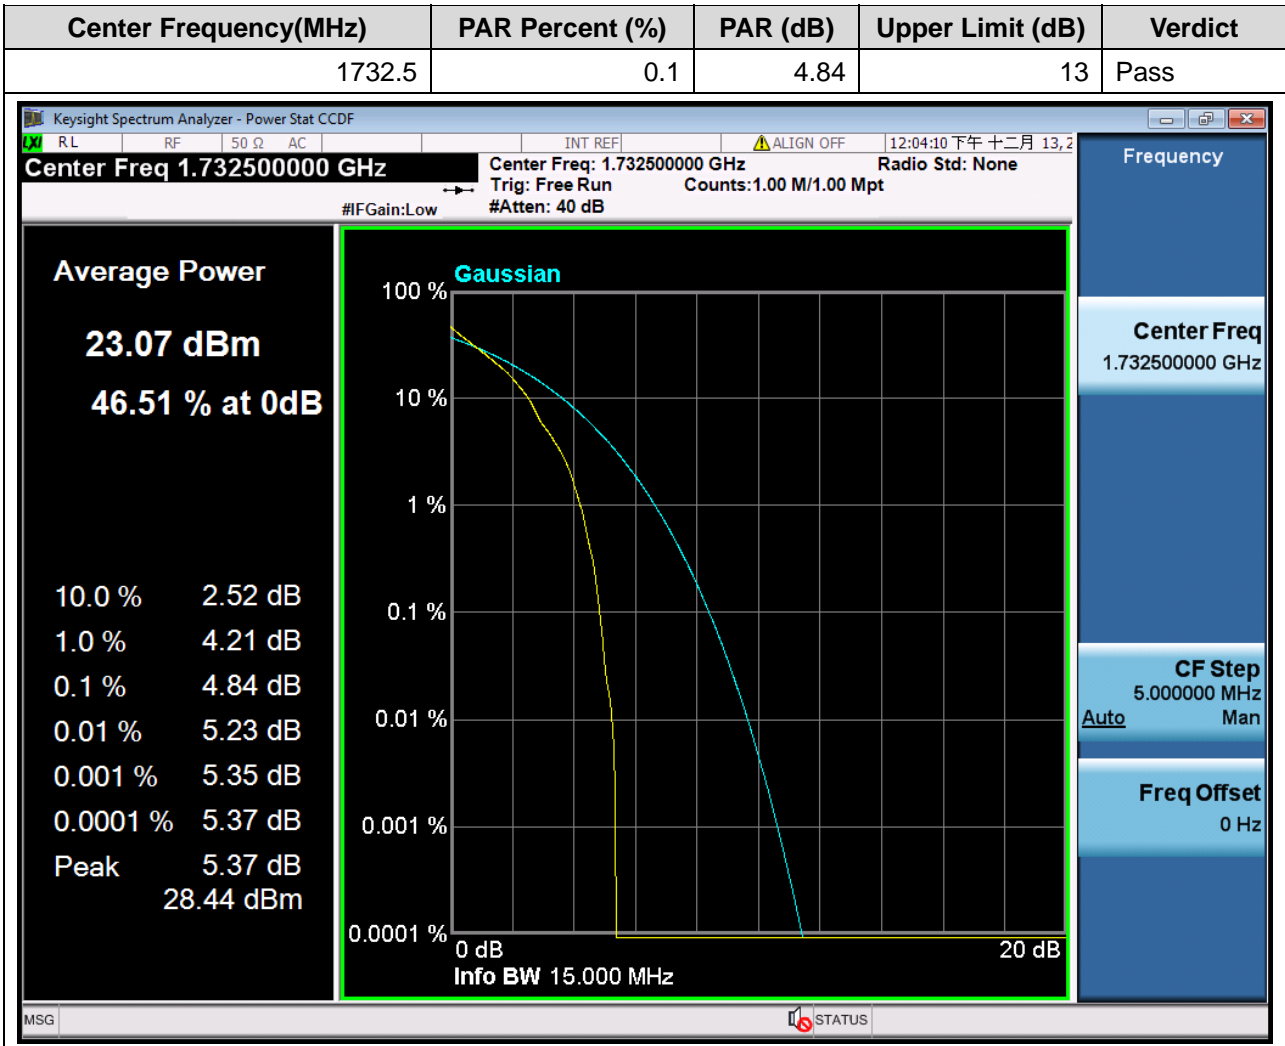 Center Frequency(MHz) PAR Percent (%) PAR (dB) Upper Limit (dB) Verdict
1732.5 0.1 4.84 13 Pass
Keysight Spectrum Analyzer - Power Stat CCDF
LXI RL RF 50 Ω AC INT REF ALIGN OFF 12:04:10下午 十二月 13, 2
Center Freq 1.732500000 GHz
Center Freq: 1.732500000 GHz Radio Std: None
Trig: Free Run Counts:1.00 M/1.00 Mpt
#IFGain:Low #Atten: 40 dB
Average Power
23.07 dBm
46.51 % at 0dB
10.0 % 2.52 dB
1.0 % 4.21 dB
0.1 % 4.84 dB
0.01 % 5.23 dB
0.001 % 5.35 dB
0.0001 % 5.37 dB
Peak 5.37 dB
28.44 dBm
Gaussian
100 %
10 %
1 %
0.1 %
0.01 %
0.001 %
0.0001 %
0 dB 20 dB
Info BW 15.000 MHz
Frequency
Center Freq
1.732500000 GHz
CF Step
5.000000 MHz
Auto Man
Freq Offset
0 Hz
MSG STATUS